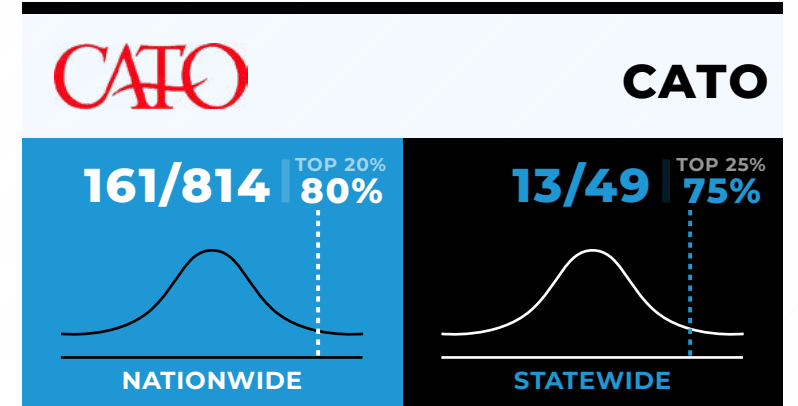 CATO
CATO
161/814
TOP 20%
80%
NATIONWIDE
13/49
TOP 25%
75%
STATEWIDE